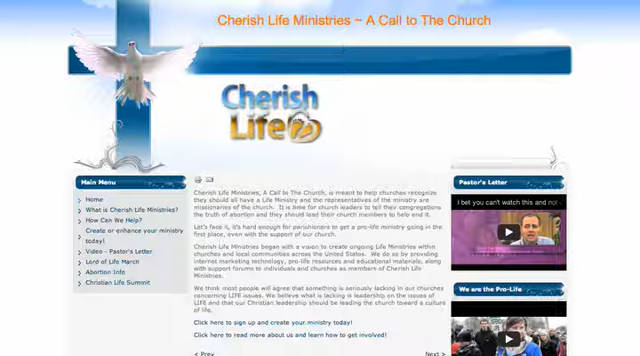 Cherish Life Ministries ~ A Call to The Church
Cherish
Life
Main Menu
Home
What is Cherish Life Ministries?
How Can We Help?
Create or enhance your ministry
today!
Video - Pastor's Letter
Lord of Life March
Abortion Info
Christian Life Summit
Cherish Life Ministries, A Call to The Church, is meant to help churches recognize
they should all have a Life Ministry and the representatives of the ministry are
missionaries of the church. It is time for church leaders to tell their congregations
the truth of abortion and they should lead their church members to help end it.
Let's face it, it's hard enough for parishioners to get a pro-life ministry going in the
first place, even with the support of our church.
Cherish Life Ministries began with a vision to create ongoing Life Ministries within
churches and local communities across the United States. We do so by providing
internet marketing technology, pro-life resources and educational materials; along
with support forums to individuals and churches as members of Cherish Life
Ministries.
We think most people will agree that something is seriously lacking in our churches
concerning LIFE issues. We believe what is lacking is leadership on the issues of
LIFE and that our Christian leadership should be leading the church toward a culture
of life.
Click here to sign up and create your ministry today!
Click here to read more about us and learn how to get involved!
< Prev
Next >
Pastor's Letter
I bet you can't watch this and not
We are the Pro-Life